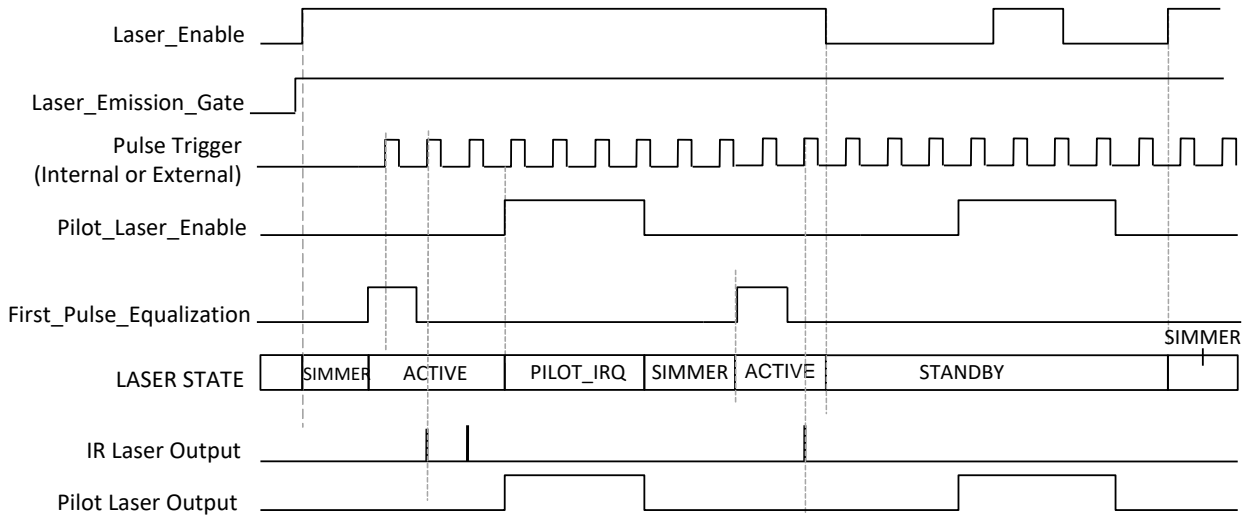 Laser_Enable
Laser_Emission_Gate
Pulse Trigger
(Internal or External)
Pilot_Laser_Enable
First_Pulse_Equalization
SIMMER
LASER STATE SIMMER ACTIVE PILOT_IRQ SIMMER ACTIVE STANDBY
IR Laser Output
Pilot Laser Output